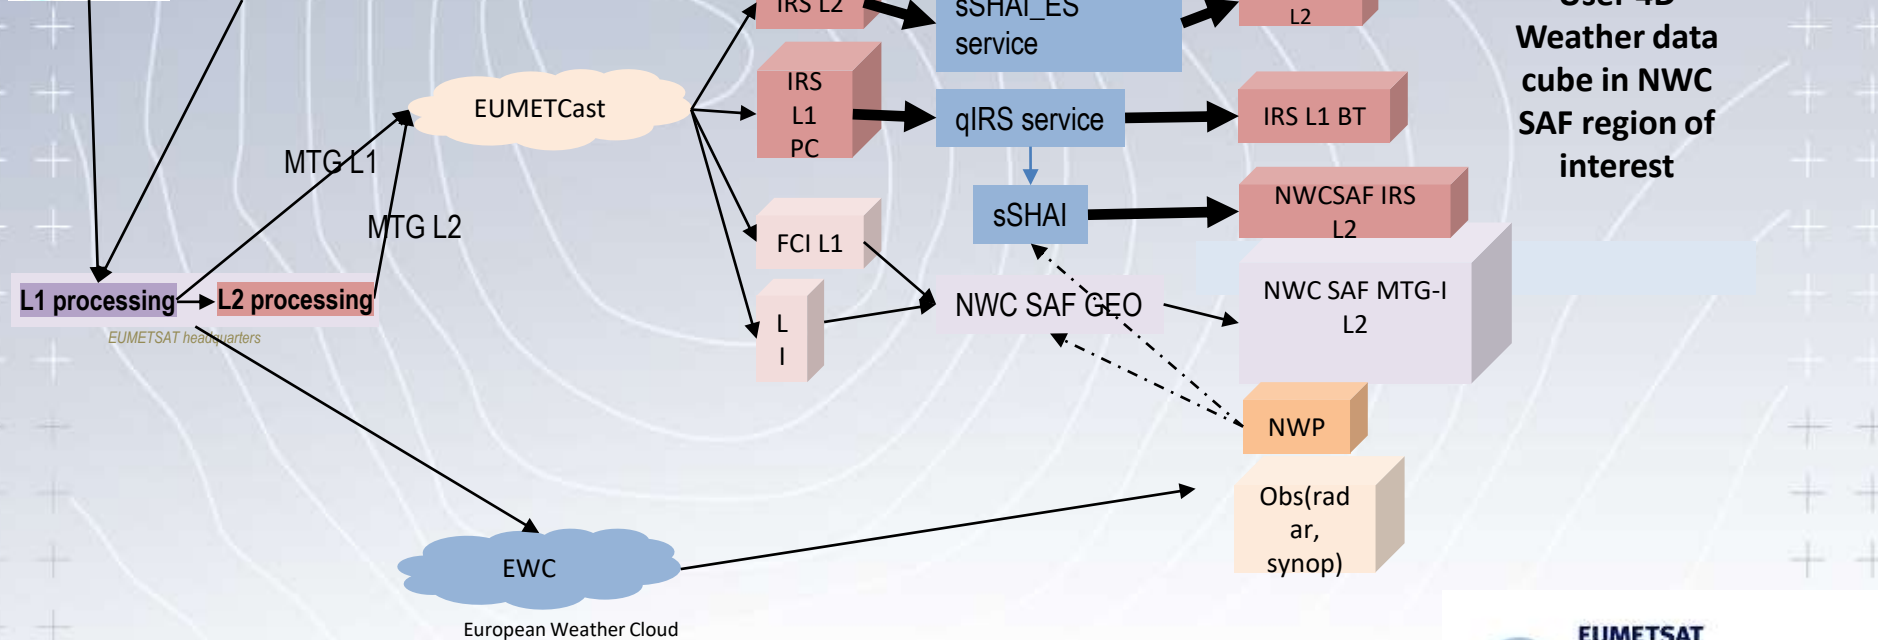 IRS L2
sSHAI_ES
service
L2
User 4D
Weather data
cube in NWC
SAF region of
interest
EUMETCast
IRS
L1
PC
qIRS service
IRS L1 BT
MTG L1
MTG L2
sSHAI
NWCSAF IRS
L2
FCI L1
L1 processing
L2 processing
EUMETSAT headquarters
L
I
NWC SAF GEO
NWC SAF MTG-I
L2
NWP
Obs(rad
ar,
synop)
EWC
European Weather Cloud
EUMETSAT